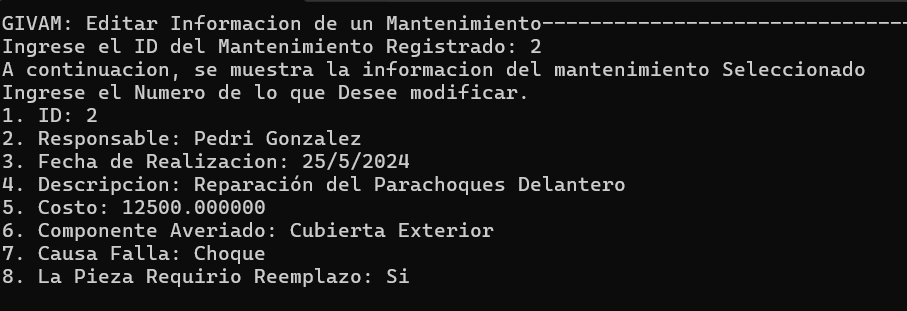 GIVAM: Editar Informacion de un Mantenimiento-------------------------------
Ingrese el ID del Mantenimiento Registrado: 2
A continuacion, se muestra la informacion del mantenimiento Seleccionado
Ingrese el Numero de lo que Desee modificar.
1. ID: 2
2. Responsable: Pedri Gonzalez
3. Fecha de Realizacion: 25/5/2024
4. Descripcion: Reparación del Parachoques Delantero
5. Costo: 12500.000000
6. Componente Averiado: Cubierta Exterior
7. Causa Falla: Choque
8. La Pieza Requirio Reemplazo: Si